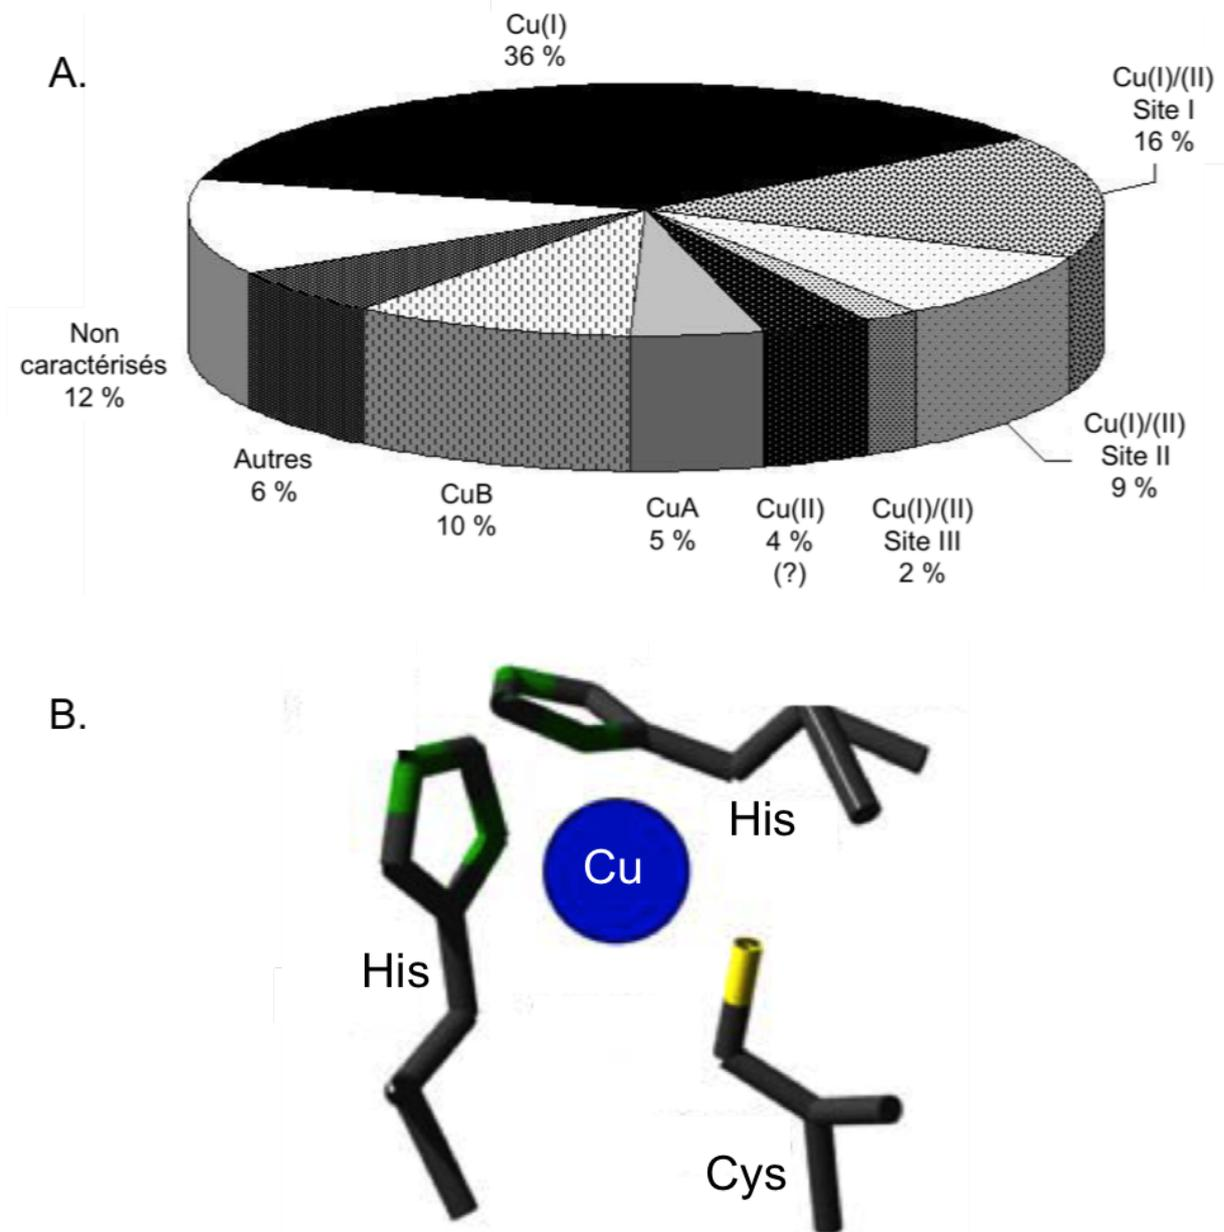 A.
Cu(I)
36 %
Cu(I)/(II)
Site I
16 %
Cu(I)/(II)
Site II
9 %
Cu(I)/(II)
Site III
2 %
Cu(II)
4 %
(?)
CuA
5 %
CuB
10 %
Autres
6 %
Non
caractérisés
12 %
B.
His
Cu
His
Cys